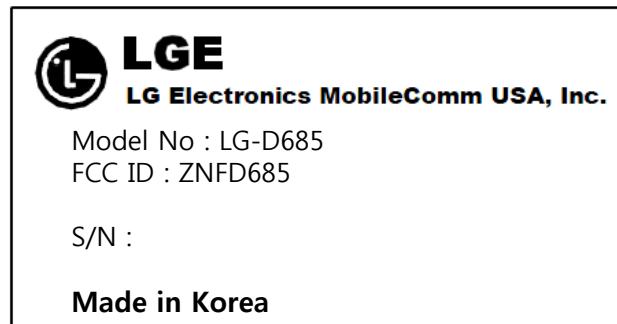 LGE
LG Electronics MobileComm USA, Inc.
Model No : LG-D685
FCC ID : ZNFD685
S/N :
Made in Korea